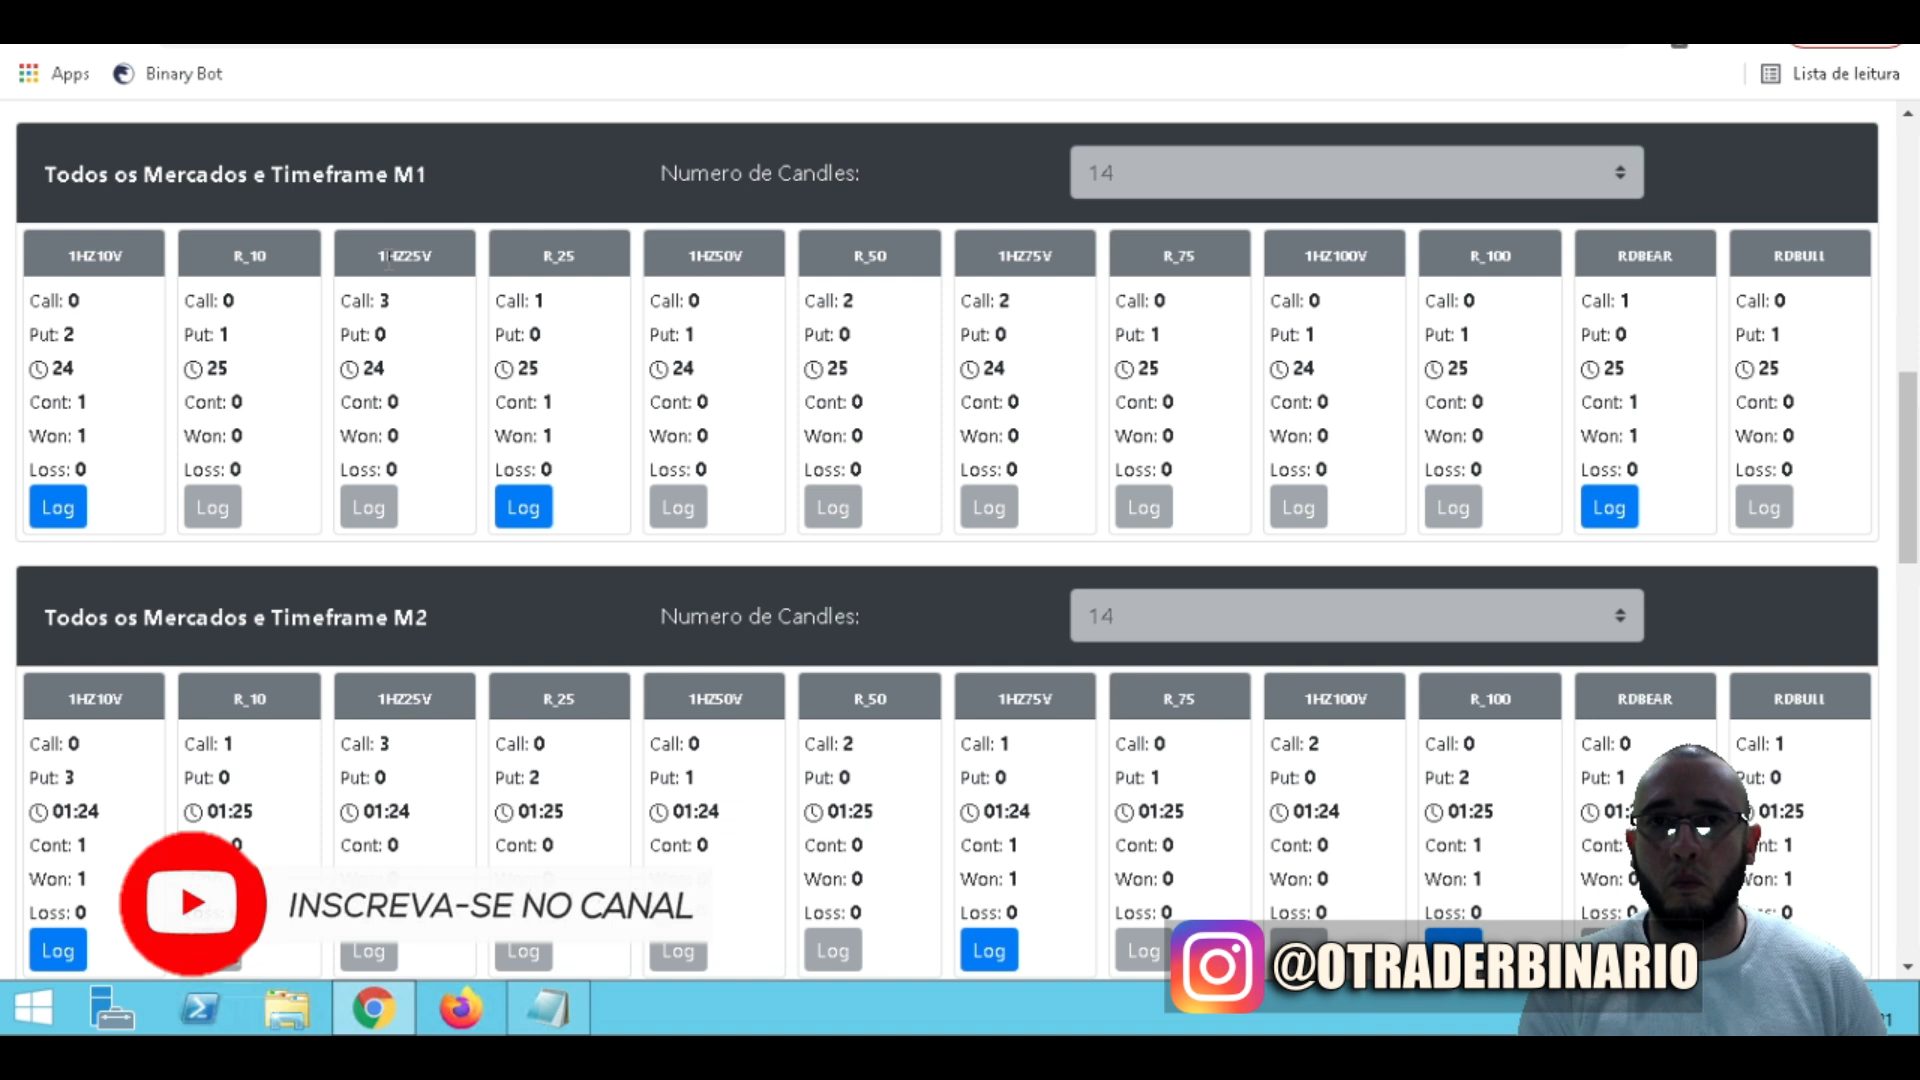 Apps Binary Bot Lista de leitura
Todos os Mercados e Timeframe M1 Numero de Candles: 14
1HZ10V R_10 1HZ25V R_25 1HZ50V R_50 1HZ75V R_75 1HZ100V R_100 RDBEAR RDBULL
Call: 0 Call: 0 Call: 3 Call: 1 Call: 0 Call: 2 Call: 2 Call: 0 Call: 0 Call: 0 Call: 1 Call: 0
Put: 2 Put: 1 Put: 0 Put: 0 Put: 1 Put: 0 Put: 0 Put: 1 Put: 1 Put: 1 Put: 0 Put: 1
24 25 24 25 24 25 24 25 24 25 25 25
Cont: 1 Cont: 0 Cont: 0 Cont: 1 Cont: 0 Cont: 0 Cont: 0 Cont: 0 Cont: 0 Cont: 0 Cont: 1 Cont: 0
Won: 1 Won: 0 Won: 0 Won: 1 Won: 0 Won: 0 Won: 0 Won: 0 Won: 0 Won: 0 Won: 1 Won: 0
Loss: 0 Loss: 0 Loss: 0 Loss: 0 Loss: 0 Loss: 0 Loss: 0 Loss: 0 Loss: 0 Loss: 0 Loss: 0 Loss: 0
Log Log Log Log Log Log Log Log Log Log Log Log
Todos os Mercados e Timeframe M2 Numero de Candles: 14
1HZ10V R_10 1HZ25V R_25 1HZ50V R_50 1HZ75V R_75 1HZ100V R_100 RDBEAR RDBULL
Call: 0 Call: 1 Call: 3 Call: 0 Call: 0 Call: 2 Call: 1 Call: 0 Call: 2 Call: 0 Call: 0 Call: 1
Put: 3 Put: 0 Put: 0 Put: 2 Put: 1 Put: 0 Put: 0 Put: 1 Put: 0 Put: 2 Put: 1 Put: 0
01:24 01:25 01:24 01:25 01:24 01:25 01:24 01:25 01:24 01:25 01:25
Cont: 1 0 Cont: 0 Cont: 0 Cont: 0 Cont: 0 Cont: 1 Cont: 0 Cont: 0 Cont: 1 Cont: 1
Won: 1 Won: 0 Won: 1 Won: 0 Won: 0 Won: 1 Won: 0 Won: 1
Loss: 0 Loss: 0 Loss: 0 Loss: 0 Loss: 0 Loss: 0 Loss: 0 0
INSCREVA-SE NO CANAL
Log Log Log Log Log Log Log
@OTRADERBINARIO